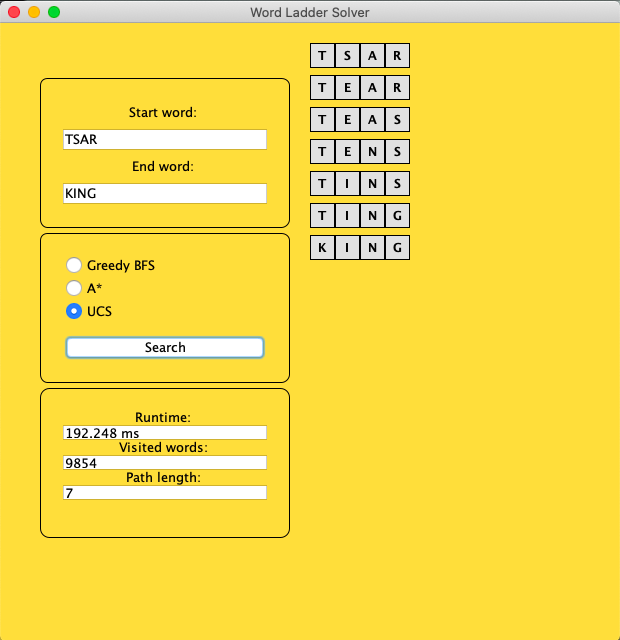 Word Ladder Solver
Start word:
TSAR
End word:
KING
Greedy BFS
A*
UCS
Search
Runtime:
192.248 ms
Visited words:
9854
Path length:
7
T S A R
T E A R
T E A S
T E N S
T I N S
T I N G
K I N G